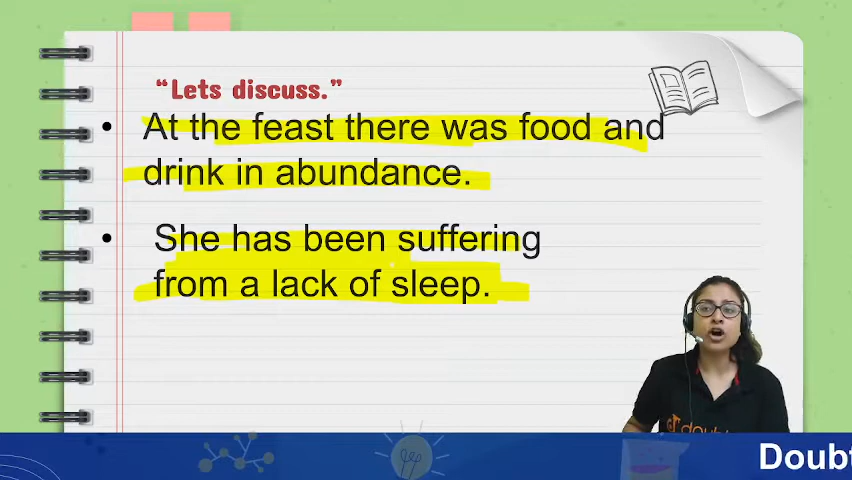 “Lets discuss.”
• At the feast there was food and
drink in abundance.
• She has been suffering
from a lack of sleep.
Doubt